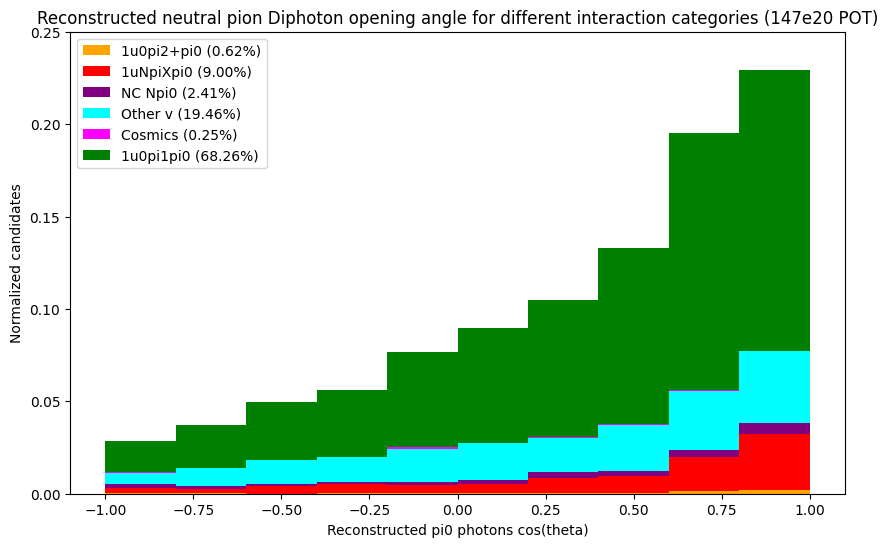 Reconstructed neutral pion Diphoton opening angle for different interaction categories (147e20 POT)
1u0pi2+pi0 (0.62%)
1uNpiXpi0 (9.00%)
NC Npi0 (2.41%)
Other v (19.46%)
Cosmics (0.25%)
1u0pi1pi0 (68.26%)
Normalized candidates
0.25
0.20
0.15
0.10
0.05
0.00
−1.00 −0.75 −0.50 −0.25 0.00 0.25 0.50 0.75 1.00
Reconstructed pi0 photons cos(theta)